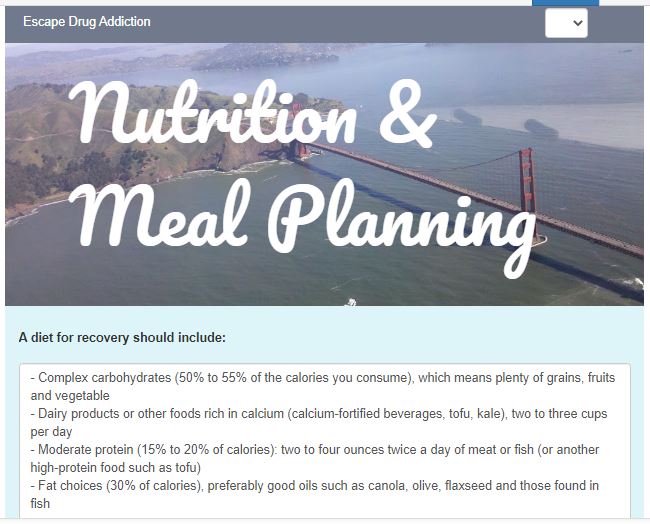 Escape Drug Addiction
Nutrition &
Meal Planning
A diet for recovery should include:
- Complex carbohydrates (50% to 55% of the calories you consume), which means plenty of grains, fruits
and vegetable
- Dairy products or other foods rich in calcium (calcium-fortified beverages, tofu, kale), two to three cups
per day
- Moderate protein (15% to 20% of calories): two to four ounces twice a day of meat or fish (or another
high-protein food such as tofu)
- Fat choices (30% of calories), preferably good oils such as canola, olive, flaxseed and those found in
fish